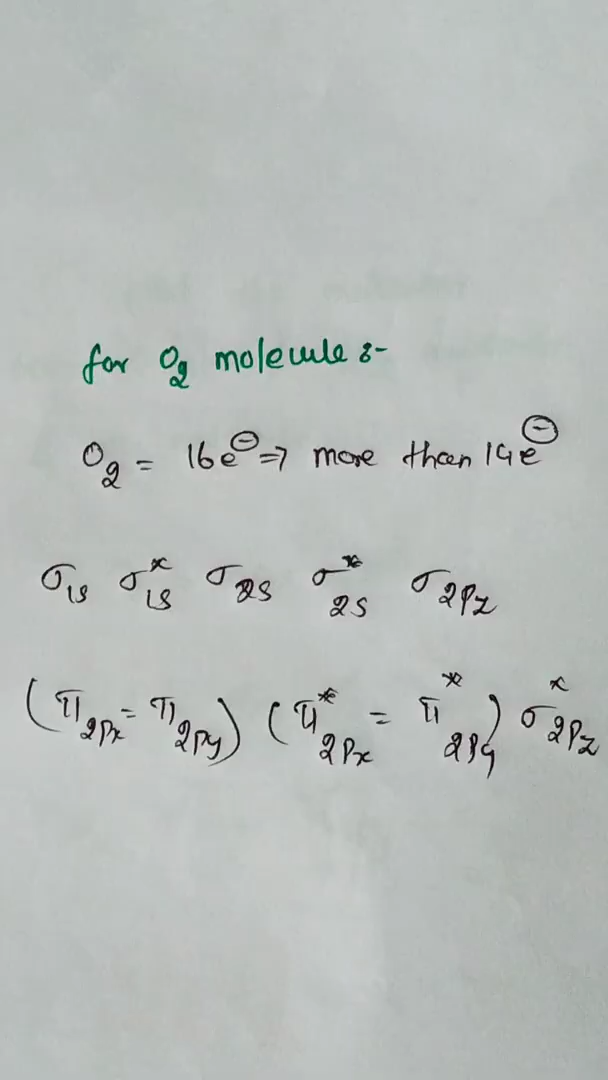 for O₂ molecule :-
O₂ = 16e⊖ ⇒ more than 14e⊖
σ1s σ*1s σ2s σ*2s σ2Pz
(π2Px = π2Py) (π*2Px = π*2Py) σ*2Pz